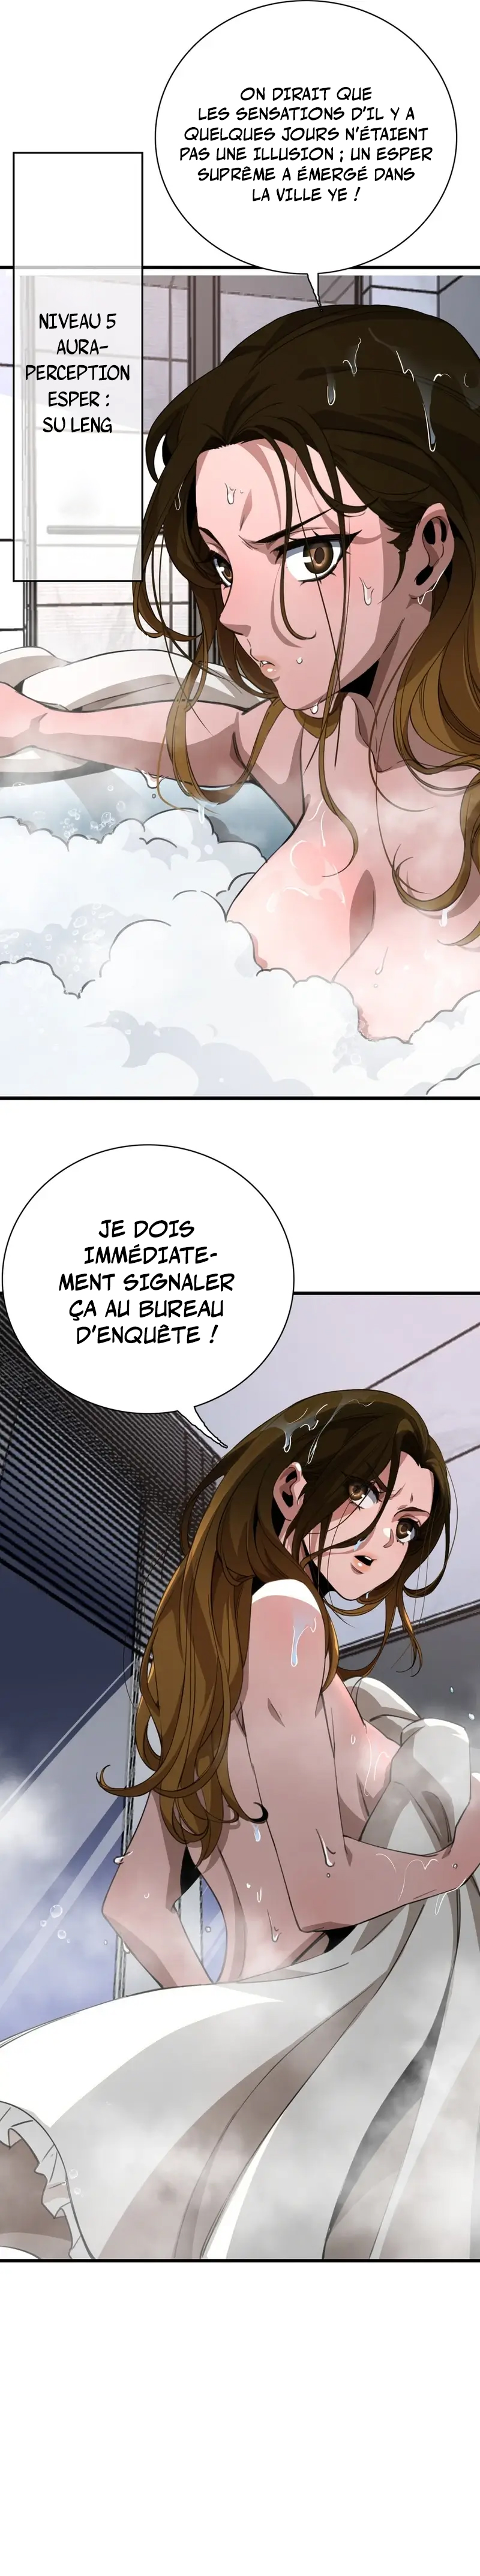 ON DIRAIT QUE
LES SENSATIONS D'IL Y A
QUELQUES JOURS N'ÉTAIENT
PAS UNE ILLUSION ; UN ESPER
SUPRÊME A ÉMERGÉ DANS
LA VILLE YE !
NIVEAU 5
AURA-
PERCEPTION
ESPER :
SU LENG
JE DOIS
IMMÉDIATE-
MENT SIGNALER
ÇA AU BUREAU
D'ENQUÊTE !